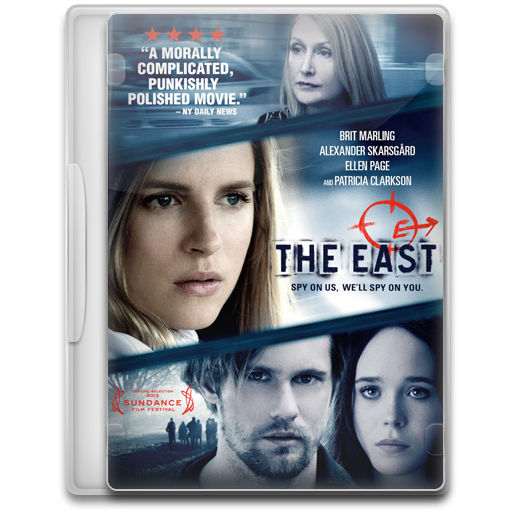 “A MORALLY
COMPLICATED,
PUNKISHLY
POLISHED MOVIE.”
– NY DAILY NEWS
BRIT MARLING
ALEXANDER SKARSGÅRD
ELLEN PAGE
AND PATRICIA CLARKSON
E
THE EAST
SPY ON US, WE'LL SPY ON YOU.
OFFICIAL SELECTION
2013
SUNDANCE
FILM FESTIVAL